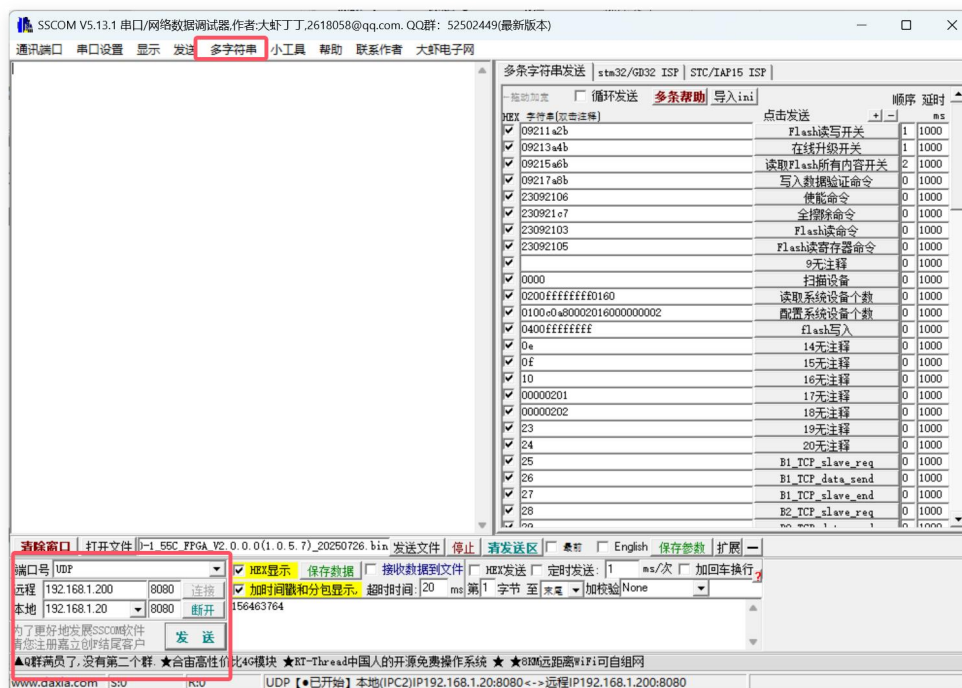 SSCOM V5.13.1 串口/网络数据调试器,作者:大虾丁丁,2618058@qq.com. QQ群: 52502449(最新版本)
通讯端口 串口设置 显示 发送 多字符串 小工具 帮助 联系作者 大虾电子网
多条字符串发送 stm32/GD32 ISP STC/IAP15 ISP
←拖动加宽 循环发送 多条帮助 导入ini 顺序 延时
HEX 字符串(双击注释) 点击发送 + - ms
09211a2b Flash读写开关 1 1000
09213a4b 在线升级开关 1 1000
09215a6b 读取Flash所有内容开关 2 1000
09217a8b 写入数据验证命令 0 1000
23092106 使能命令 0 1000
230921c7 全擦除命令 0 1000
23092103 Flash读命令 0 1000
23092105 Flash读寄存器命令 0 1000
9无注释 0 1000
0000 扫描设备 0 1000
0200ffffffff0160 读取系统设备个数 0 1000
0100c0a80002016000000002 配置系统设备个数 0 1000
0400ffffffff flash写入 0 1000
0e 14无注释 0 1000
0f 15无注释 0 1000
10 16无注释 0 1000
00000201 17无注释 0 1000
00000202 18无注释 0 1000
23 19无注释 0 1000
24 20无注释 0 1000
25 B1_TCP_slave_req 0 1000
26 B1_TCP_data_send 0 1000
27 B1_TCP_slave_end 0 1000
28 B2_TCP_slave_req 0 1000
清除窗口 打开文件 )-1_55C_FPGA_V2.0.0.0(1.0.5.7)_20250726.bin 发送文件 停止 清发送区 最前 English 保存参数 扩展 —
端口号 UDP HEX显示 保存数据 接收数据到文件 HEX发送 定时发送: 1 ms/次 加回车换行
远程 192.168.1.200 8080 连接 加时间戳和分包显示, 超时时间: 20 ms 第1 字节 至 末尾 加校验 None
本地 192.168.1.20 8080 断开 156463764
为了更好地发展SSCOM软件
请您注册嘉立创F结尾客户
发 送
▲Q群满员了,没有第二个群. ★合宙高性价比4G模块 ★RT-Thread中国人的开源免费操作系统 ★ ★8KM远距离WiFi可自组网
www.daxia.com S:0 R:0 UDP【●已开始】本地(IPC2)IP192.168.1.20:8080<->远程IP192.168.1.200:8080